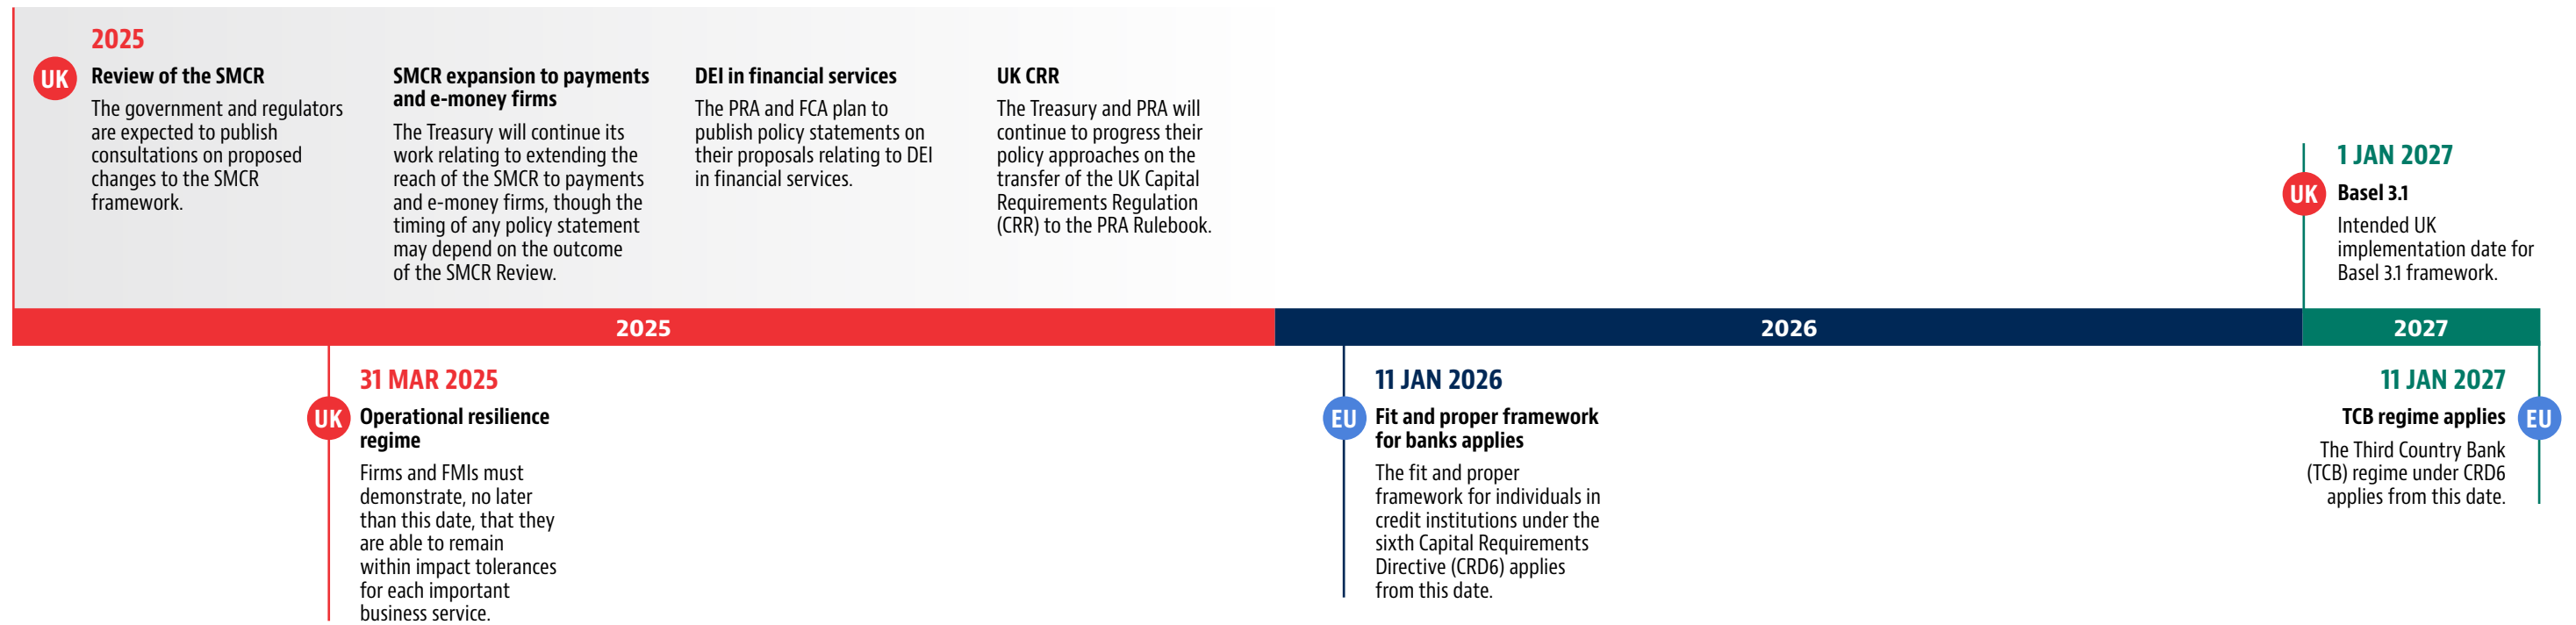 2025
UK
Review of the SMCR
The government and regulators
are expected to publish
consultations on proposed
changes to the SMCR
framework.
SMCR expansion to payments
and e-money firms
The Treasury will continue its
work relating to extending the
reach of the SMCR to payments
and e-money firms, though the
timing of any policy statement
may depend on the outcome
of the SMCR Review.
DEI in financial services
The PRA and FCA plan to
publish policy statements on
their proposals relating to DEI
in financial services.
UK CRR
The Treasury and PRA will
continue to progress their
policy approaches on the
transfer of the UK Capital
Requirements Regulation
(CRR) to the PRA Rulebook.
1 JAN 2027
UK
Basel 3.1
Intended UK
implementation date for
Basel 3.1 framework.
2025
2026
2027
31 MAR 2025
UK
Operational resilience
regime
Firms and FMIs must
demonstrate, no later
than this date, that they
are able to remain
within impact tolerances
for each important
business service.
11 JAN 2026
EU
Fit and proper framework
for banks applies
The fit and proper
framework for individuals in
credit institutions under the
sixth Capital Requirements
Directive (CRD6) applies
from this date.
11 JAN 2027
TCB regime applies
EU
The Third Country Bank
(TCB) regime under CRD6
applies from this date.